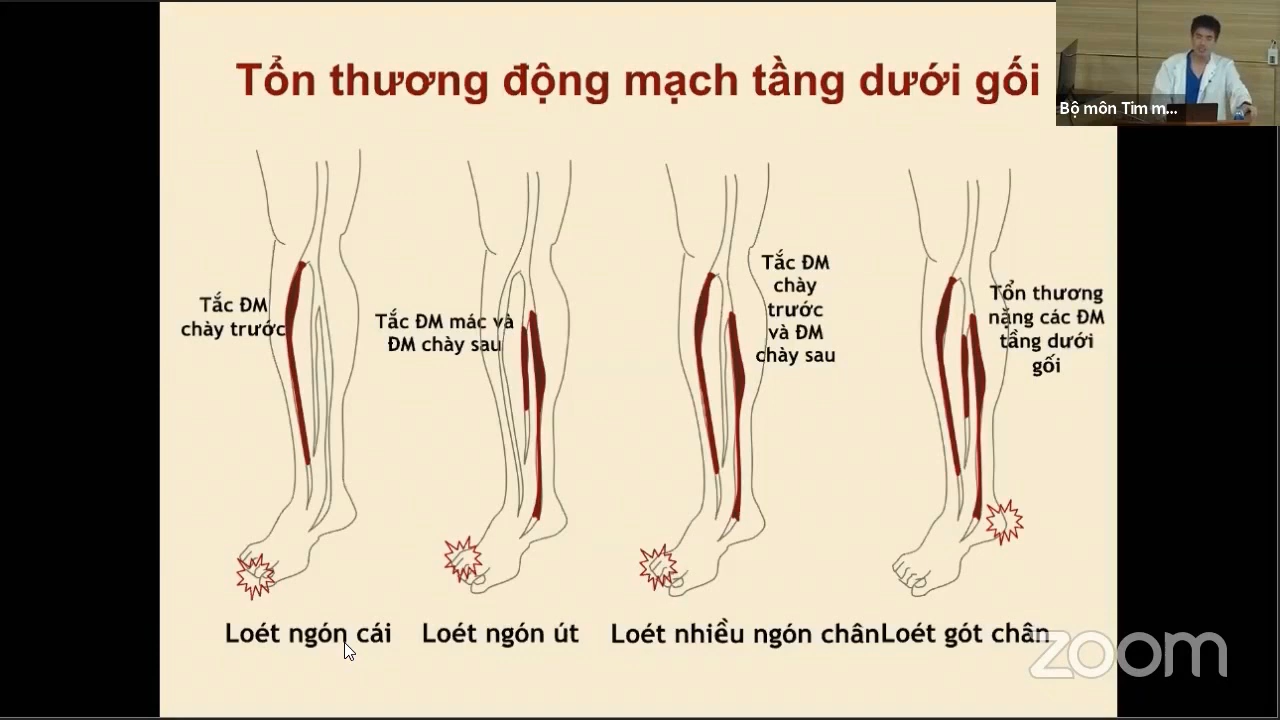 Tổn thương động mạch tầng dưới gối
Bộ môn Tim m...
Tắc ĐM
chày trước
Tắc ĐM mác và
ĐM chày sau
Tắc ĐM
chày
trước
và ĐM
chày sau
Tổn thương
nặng các ĐM
tầng dưới
gối
Loét ngón cái
Loét ngón út
Loét nhiều ngón chân
Loét gót chân
zoom